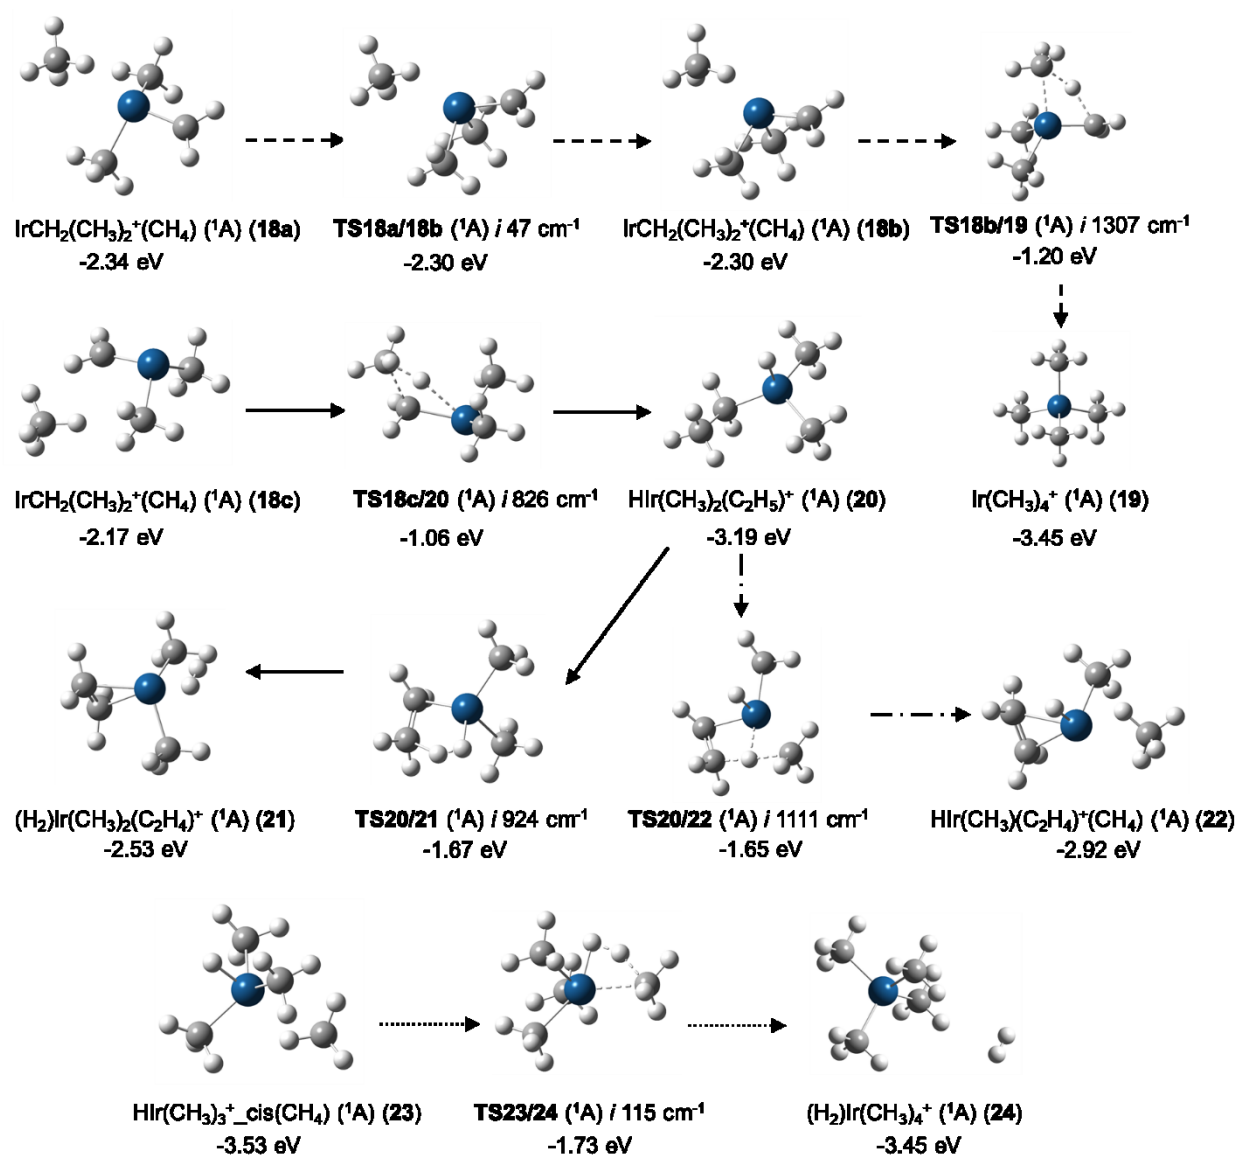 IrCH₂(CH₃)₂⁺(CH₄) (¹A) (18a)
-2.34 eV
TS18a/18b (¹A) i 47 cm⁻¹
-2.30 eV
IrCH₂(CH₃)₂⁺(CH₄) (¹A) (18b)
-2.30 eV
TS18b/19 (¹A) i 1307 cm⁻¹
-1.20 eV
IrCH₂(CH₃)₂⁺(CH₄) (¹A) (18c)
-2.17 eV
TS18c/20 (¹A) i 826 cm⁻¹
-1.06 eV
HIr(CH₃)₂(C₂H₅)⁺ (¹A) (20)
-3.19 eV
Ir(CH₃)₄⁺ (¹A) (19)
-3.45 eV
(H₂)Ir(CH₃)₂(C₂H₄)⁺ (¹A) (21)
-2.53 eV
TS20/21 (¹A) i 924 cm⁻¹
-1.67 eV
TS20/22 (¹A) i 1111 cm⁻¹
-1.65 eV
HIr(CH₃)(C₂H₄)⁺(CH₄) (¹A) (22)
-2.92 eV
HIr(CH₃)₃⁺_cis(CH₄) (¹A) (23)
-3.53 eV
TS23/24 (¹A) i 115 cm⁻¹
-1.73 eV
(H₂)Ir(CH₃)₄⁺ (¹A) (24)
-3.45 eV